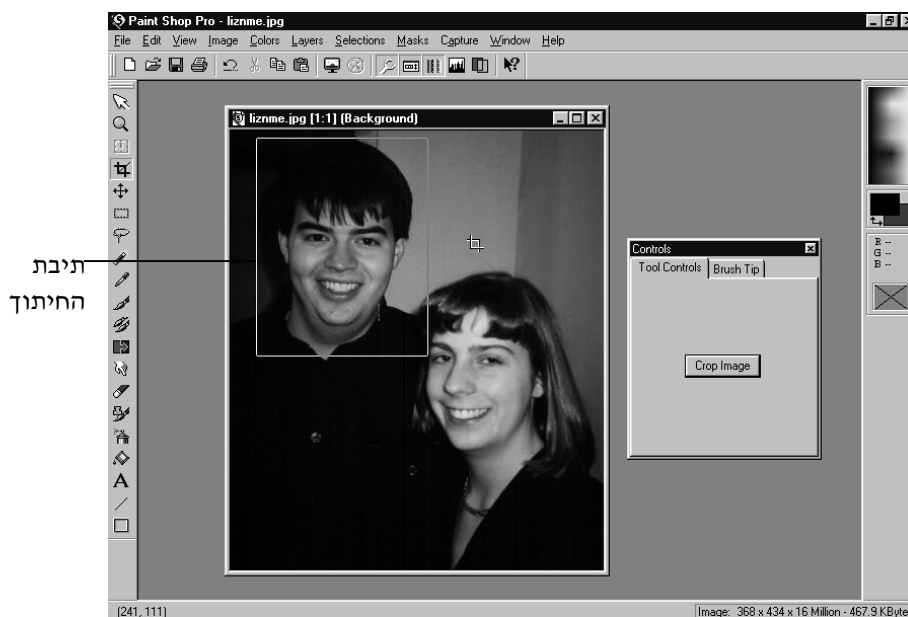 Paint Shop Pro - liznme.jpg
File Edit View Image Colors Layers Selections Masks Capture Window Help
liznme.jpg [1:1] (Background)
תיבת
החיתוך
Controls
Tool Controls Brush Tip
Crop Image
R --
G --
B --
A
(241, 111)
Image: 368 x 434 x 16 Million - 467.9 KByte